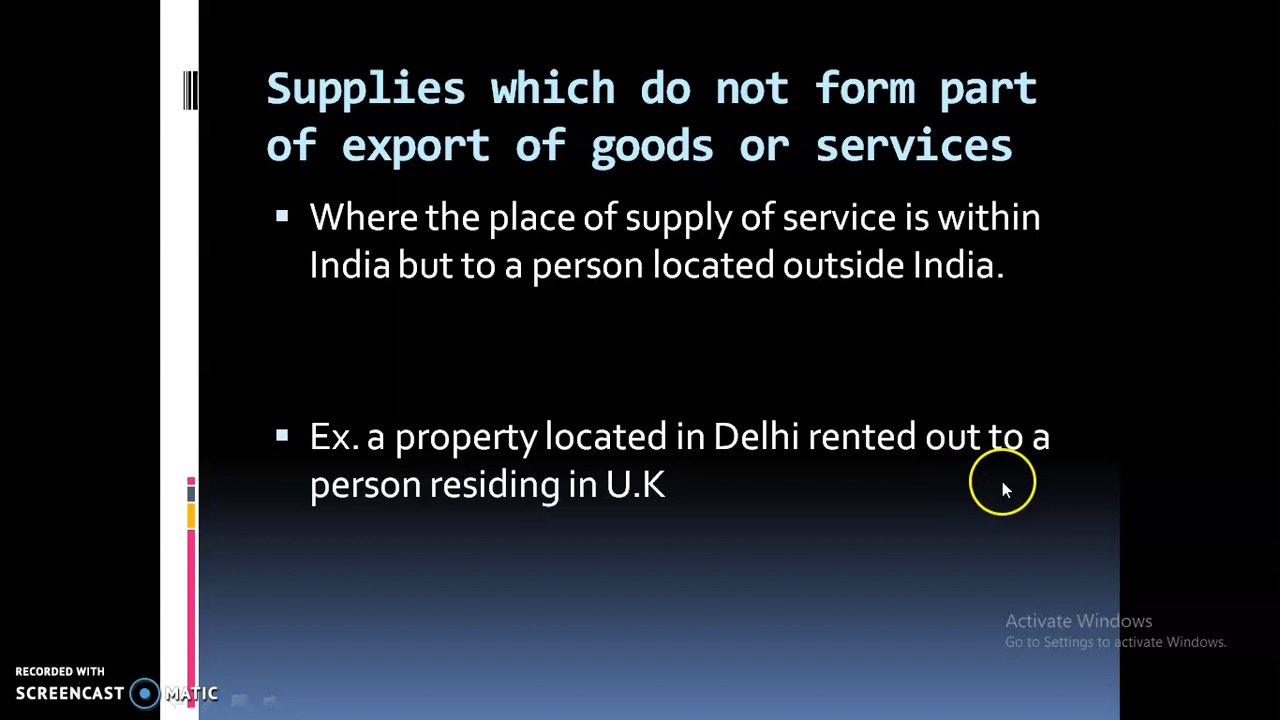 Supplies which do not form part
of export of goods or services
Where the place of supply of service is within
India but to a person located outside India.
Ex. a property located in Delhi rented out to a
person residing in U.K
Activate Windows
Go to Settings to activate Windows.
RECORDED WITH
SCREENCAST MATIC